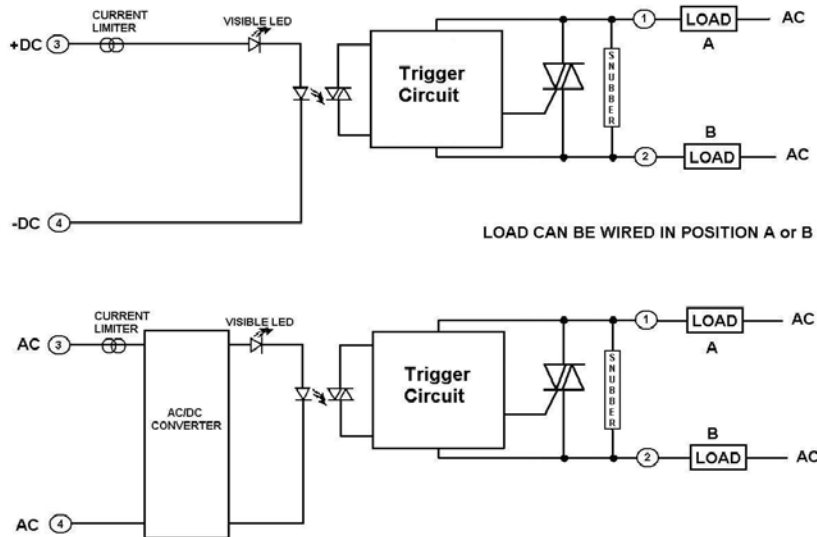 CURRENT
LIMITER
VISIBLE LED
+DC 3
-DC 4
Trigger
Circuit
SNUBBER
1 LOAD AC
A
B
2 LOAD AC
LOAD CAN BE WIRED IN POSITION A or B
CURRENT
LIMITER
VISIBLE LED
AC 3
AC/DC
CONVERTER
AC 4
Trigger
Circuit
SNUBBER
1 LOAD AC
A
B
2 LOAD AC